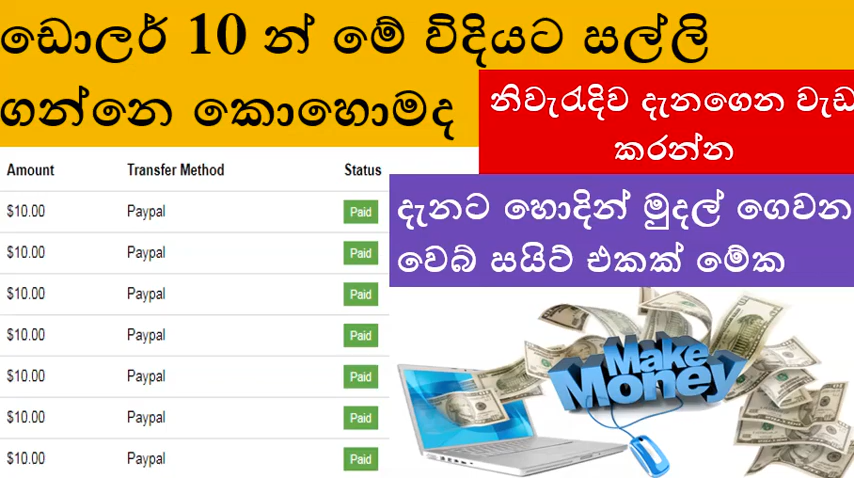 ඩොලර් 10 න් මේ විදියට සල්ලි
ගන්නෙ කොහොමද
නිවැරැදිව දැනගෙන වැඩ
කරන්න
දැනට හොදින් මුදල් ගෙවන
වෙබ් සයිට් එකක් මේක
Amount Transfer Method Status
$10.00 Paypal Paid
$10.00 Paypal Paid
$10.00 Paypal Paid
$10.00 Paypal Paid
$10.00 Paypal Paid
$10.00 Paypal Paid
$10.00 Paypal Paid
Make
Money